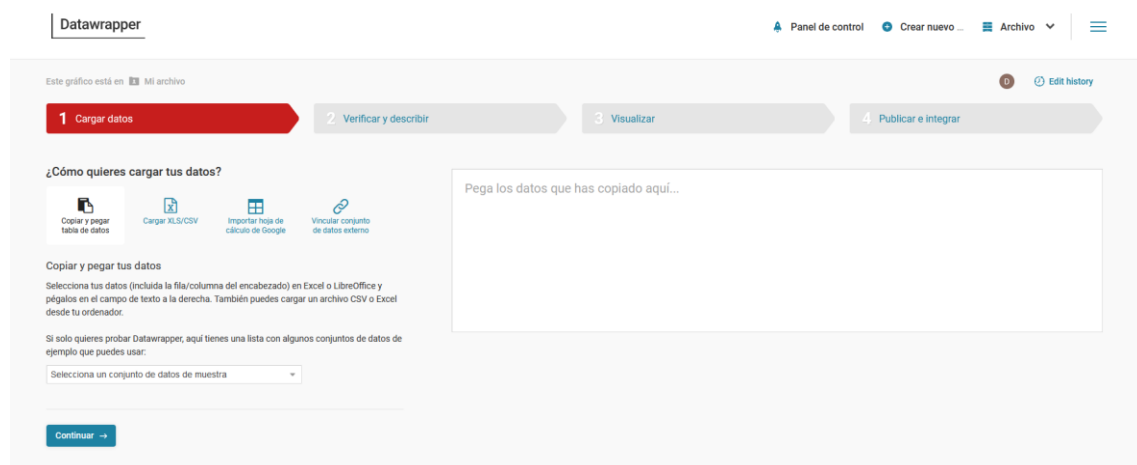 Datawrapper
Panel de control
Crear nuevo ...
Archivo
Este gráfico está en Mi archivo
D
Edit history
1 Cargar datos
2 Verificar y describir
3 Visualizar
4 Publicar e integrar
¿Cómo quieres cargar tus datos?
Copiar y pegar
tabla de datos
Cargar XLS/CSV
Importar hoja de
cálculo de Google
Vincular conjunto
de datos externo
Copiar y pegar tus datos
Selecciona tus datos (incluida la fila/columna del encabezado) en Excel o LibreOffice y
pégalos en el campo de texto a la derecha. También puedes cargar un archivo CSV o Excel
desde tu ordenador.
Si solo quieres probar Datawrapper, aquí tienes una lista con algunos conjuntos de datos de
ejemplo que puedes usar:
Selecciona un conjunto de datos de muestra
Continuar →
Pega los datos que has copiado aquí...